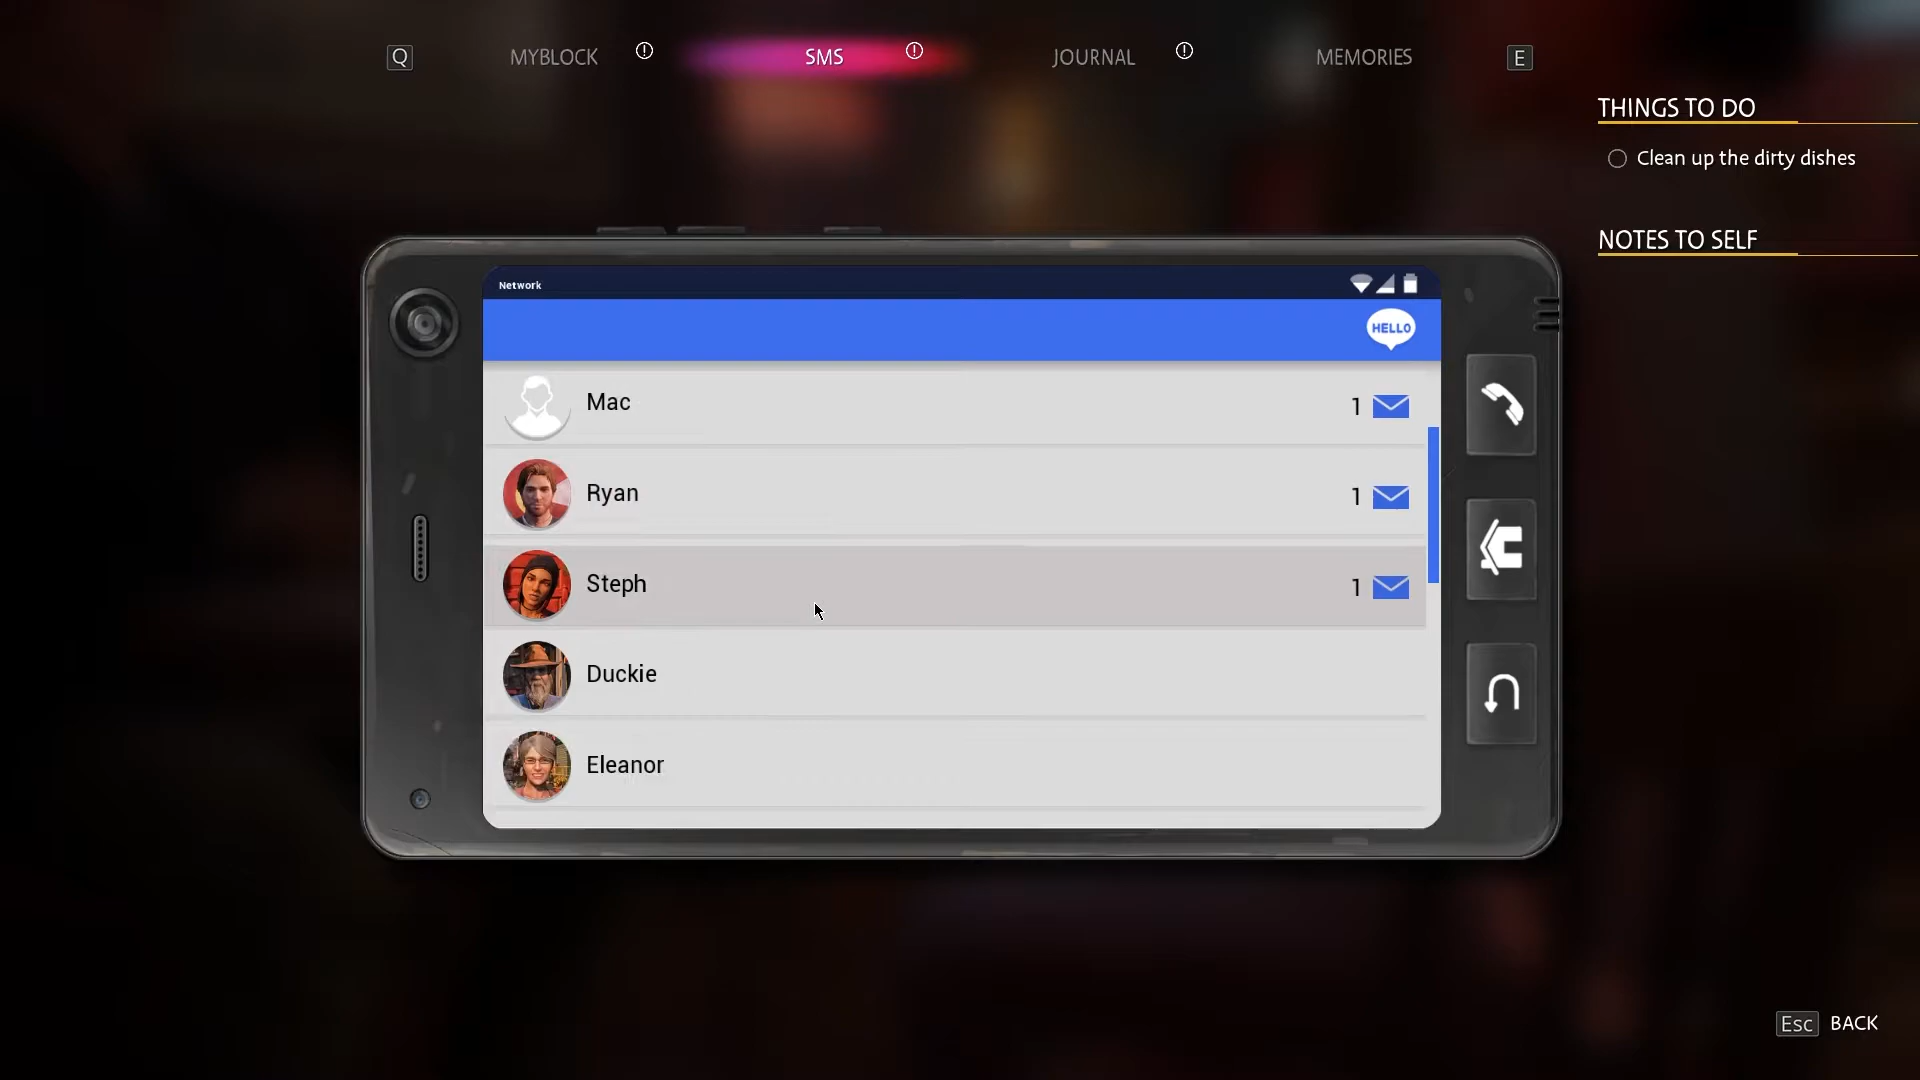 Q
MYBLOCK
SMS
JOURNAL
MEMORIES
E
THINGS TO DO
Clean up the dirty dishes
NOTES TO SELF
Network
HELLO
Mac
1
Ryan
1
Steph
1
Duckie
Eleanor
Esc BACK